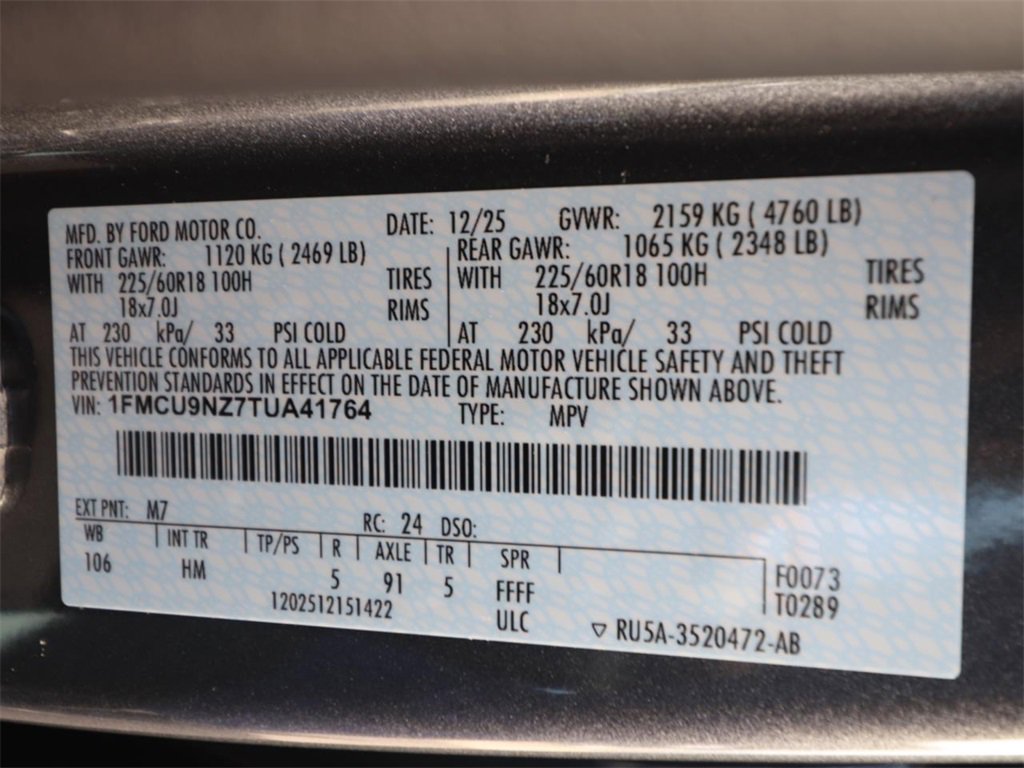 MFD. BY FORD MOTOR CO. DATE: 12/25 GVWR: 2159 KG ( 4760 LB)
FRONT GAWR: 1120 KG ( 2469 LB) REAR GAWR: 1065 KG ( 2348 LB)
WITH 225/60R18 100H TIRES WITH 225/60R18 100H TIRES
18x7.0J RIMS 18x7.0J RIMS
AT 230 kPa/ 33 PSI COLD AT 230 kPa/ 33 PSI COLD
THIS VEHICLE CONFORMS TO ALL APPLICABLE FEDERAL MOTOR VEHICLE SAFETY AND THEFT
PREVENTION STANDARDS IN EFFECT ON THE DATE OF MANUFACTURE SHOWN ABOVE.
VIN: 1FMCU9NZ7TUA41764 TYPE: MPV
EXT PNT: M7 RC: 24 DSO:
WB INT TR TP/PS R AXLE TR SPR
106 HM 5 91 5 FFFF F0073
T0289
1202512151422 ULC ▽ RU5A-3520472-AB